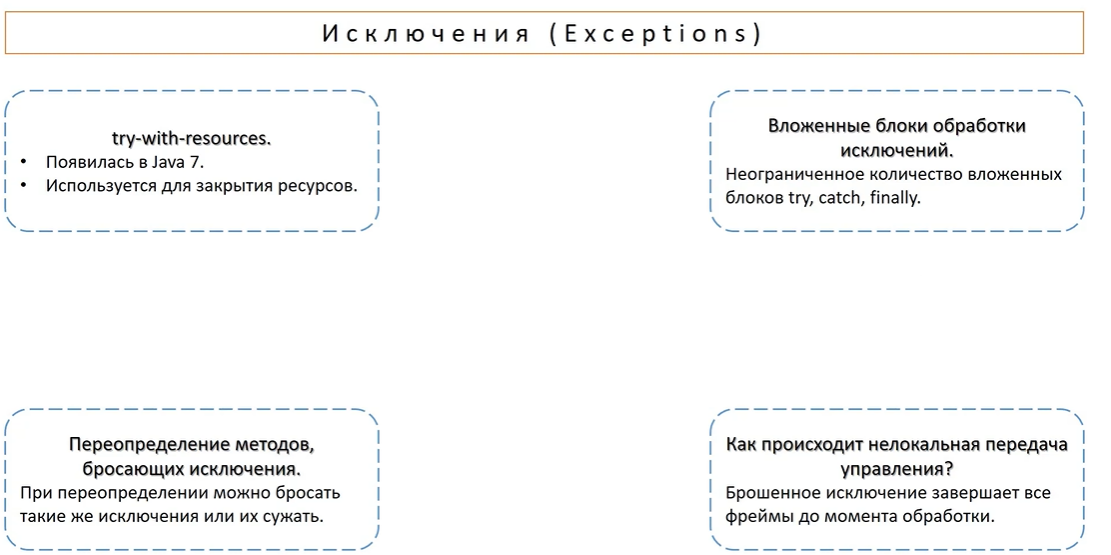 Исключения (Exceptions)
try-with-resources.
• Появилась в Java 7.
• Используется для закрытия ресурсов.
Вложенные блоки обработки
исключений.
Неограниченное количество вложенных
блоков try, catch, finally.
Переопределение методов,
бросающих исключения.
При переопределении можно бросать
такие же исключения или их сужать.
Как происходит нелокальная передача
управления?
Брошенное исключение завершает все
фреймы до момента обработки.